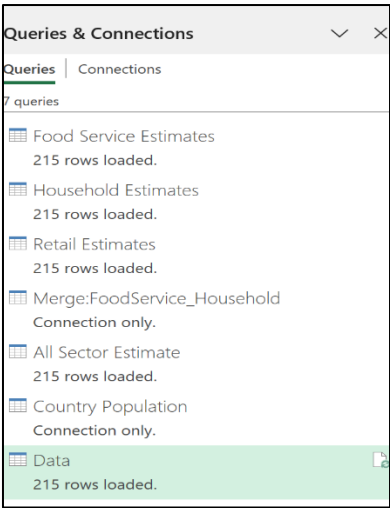 Queries & Connections
Queries | Connections
7 queries
Food Service Estimates
215 rows loaded.
Household Estimates
215 rows loaded.
Retail Estimates
215 rows loaded.
Merge:FoodService_Household
Connection only.
All Sector Estimate
215 rows loaded.
Country Population
Connection only.
Data
215 rows loaded.